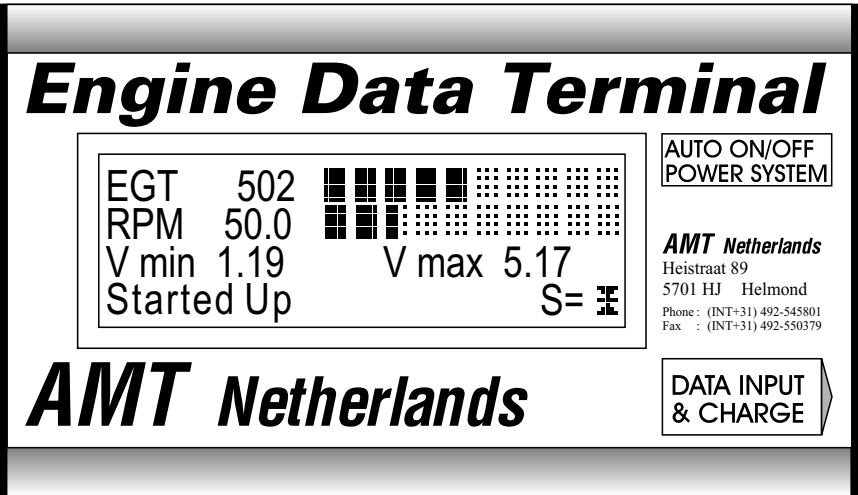 Engine Data Terminal
EGT 502
RPM 50.0
V min 1.19 V max 5.17
Started Up S=
AUTO ON/OFF
POWER SYSTEM
AMT Netherlands
Heistraat 89
5701 HJ Helmond
Phone : (INT+31) 492-545801
Fax : (INT+31) 492-550379
AMT Netherlands
DATA INPUT
& CHARGE